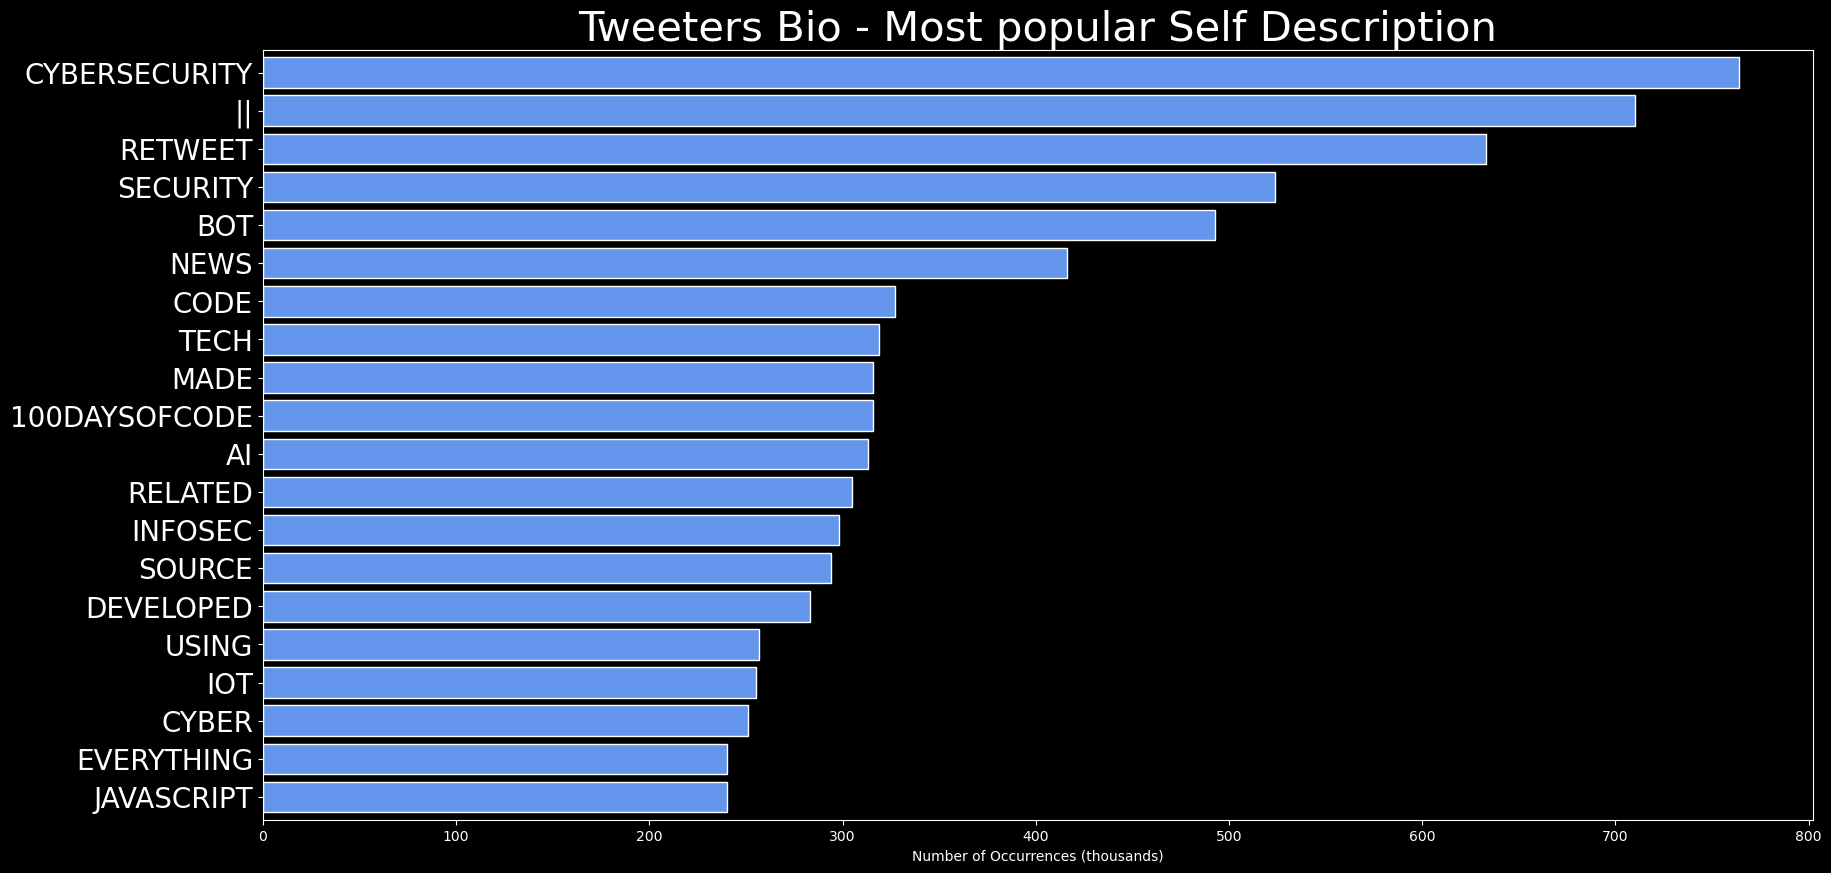 Tweeters Bio - Most popular Self Description
CYBERSECURITY
||
RETWEET
SECURITY
BOT
NEWS
CODE
TECH
MADE
100DAYSOFCODE
AI
RELATED
INFOSEC
SOURCE
DEVELOPED
USING
IOT
CYBER
EVERYTHING
JAVASCRIPT
0 100 200 300 400 500 600 700 800
Number of Occurrences (thousands)